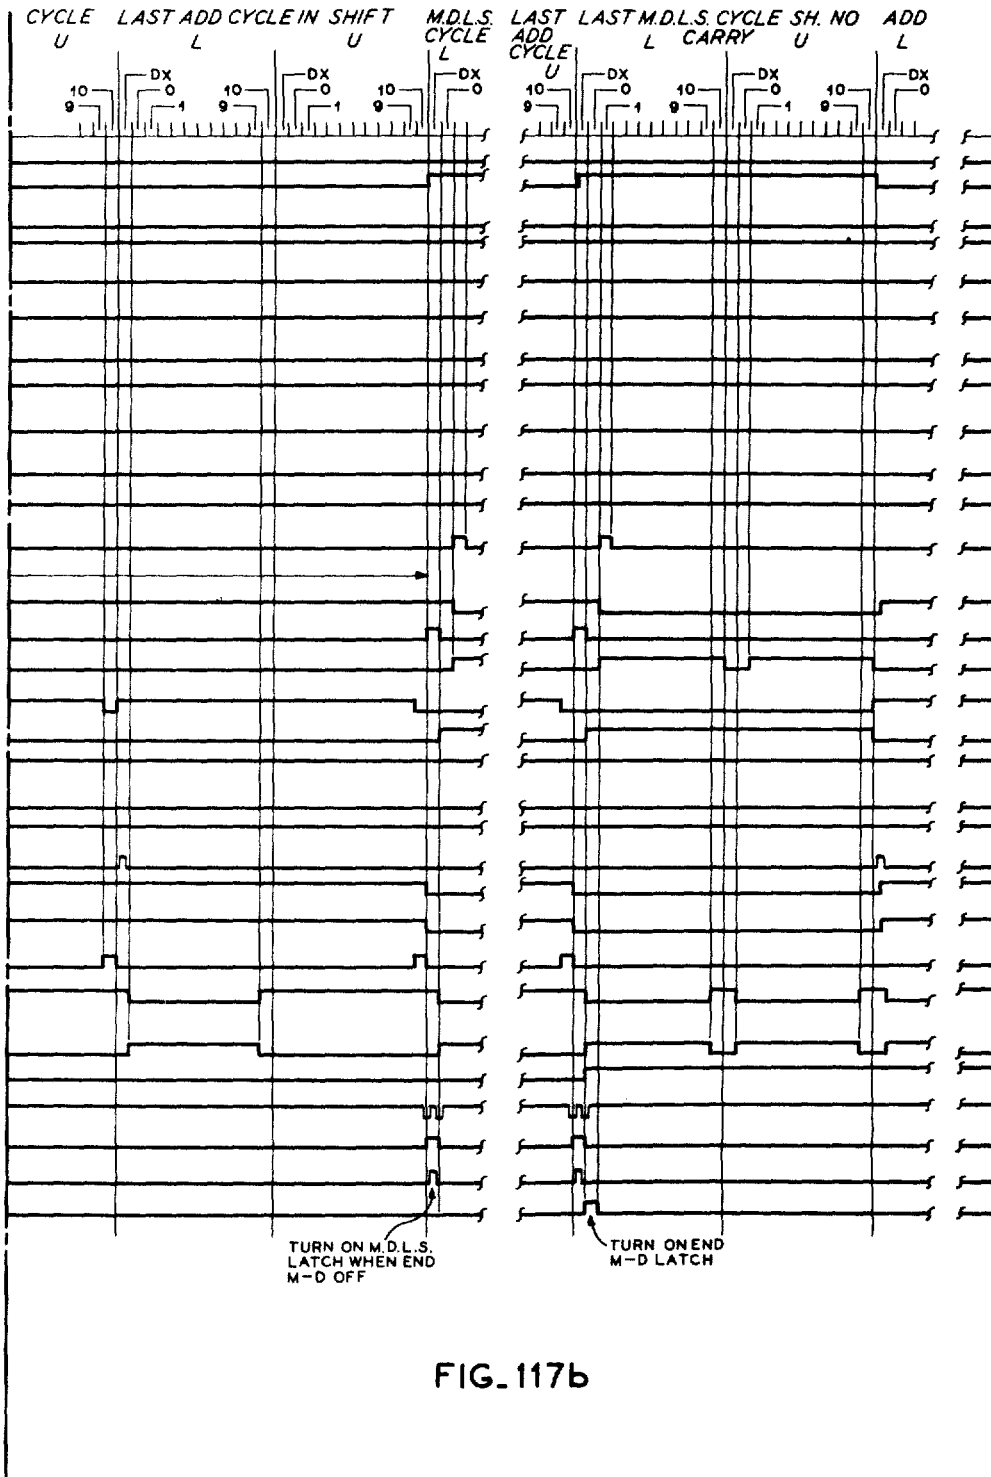 CYCLE LAST ADD CYCLE IN SHIFT M.D.L.S. LAST LAST M.D.L.S. CYCLE SH. NO ADD
U L U CYCLE ADD L CARRY U L
L CYCLE
U
DX DX DX DX DX DX
10 0 10 0 10 0 10 0 10 0 10 0
9 1 9 1 9 9 1 9 1 9
TURN ON M.D.L.S.
LATCH WHEN END
M-D OFF
TURN ON END
M-D LATCH
FIG_117b